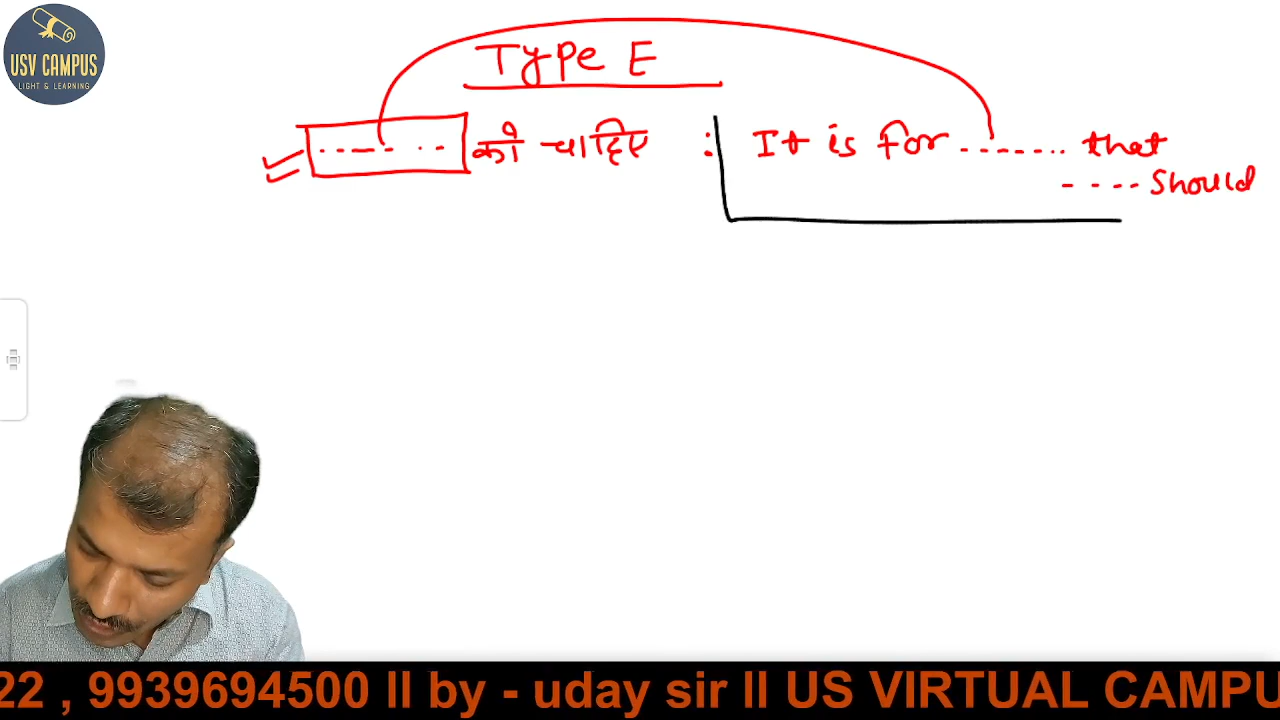 USV CAMPUS
LIGHT & LEARNING
Type E
...... को चाहिए : It is for ....... that
.... should
22 , 9939694500 ll by - uday sir ll US VIRTUAL CAMPU